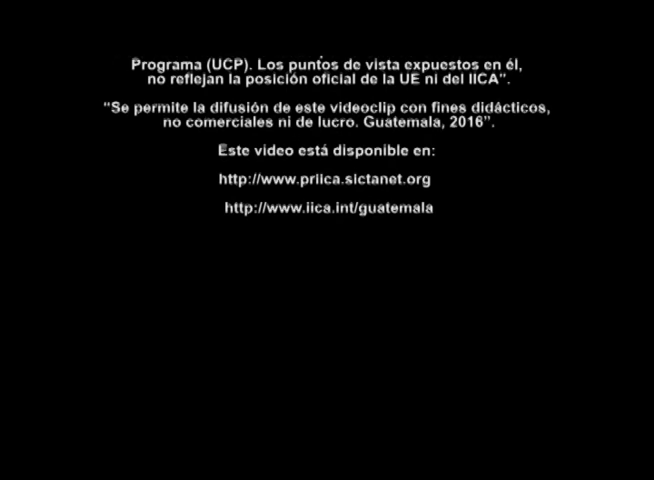 Programa (UCP). Los puntos de vista expuestos en él,
no reflejan la posición oficial de la UE ni del IICA”.
“Se permite la difusión de este videoclip con fines didácticos,
no comerciales ni de lucro. Guatemala, 2016”.
Este video está disponible en:
http://www.priica.sictanet.org
http://www.iica.int/guatemala